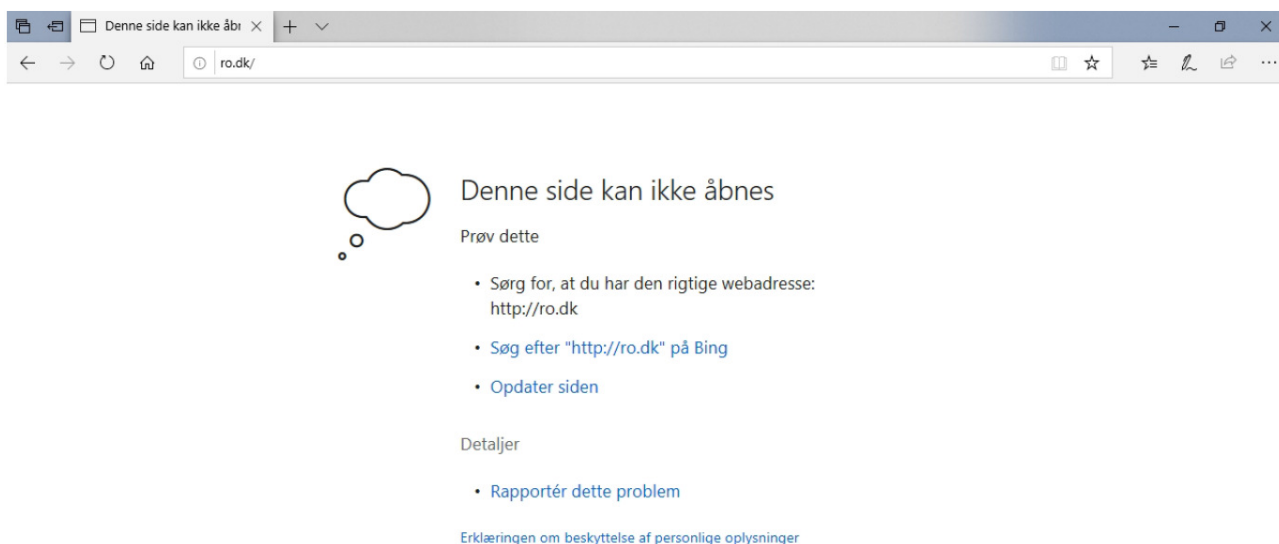 Denne side kan ikke åbn
ro.dk/
Denne side kan ikke åbnes
Prøv dette
• Sørg for, at du har den rigtige webadresse:
http://ro.dk
• Søg efter "http://ro.dk" på Bing
• Opdater siden
Detaljer
• Rapportér dette problem
Erklæringen om beskyttelse af personlige oplysninger